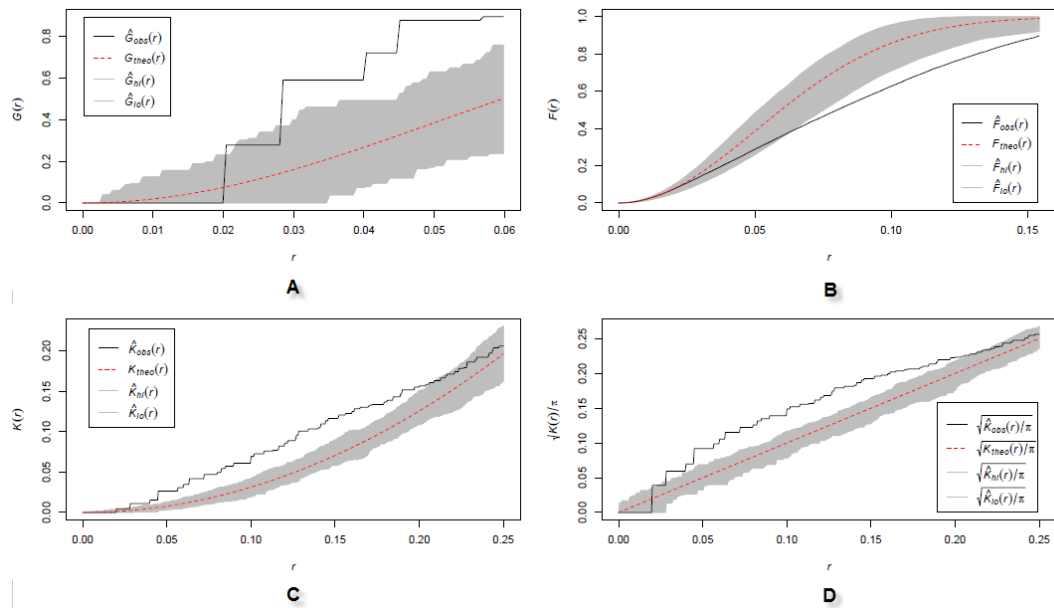 Ĝobs(r)
Gtheo(r)
Ĝhi(r)
Ĝlo(r)
G(r)
0.0 0.2 0.4 0.6 0.8
0.00 0.01 0.02 0.03 0.04 0.05 0.06
r
A
F̂obs(r)
Ftheo(r)
F̂hi(r)
F̂lo(r)
F(r)
0.0 0.2 0.4 0.6 0.8 1.0
0.00 0.05 0.10 0.15
r
B
K̂obs(r)
Ktheo(r)
K̂hi(r)
K̂lo(r)
K(r)
0.00 0.05 0.10 0.15 0.20
0.00 0.05 0.10 0.15 0.20 0.25
r
C
√K̂obs(r)/π
√Ktheo(r)/π
√K̂hi(r)/π
√K̂lo(r)/π
√K(r)/π
0.00 0.05 0.10 0.15 0.20 0.25
0.00 0.05 0.10 0.15 0.20 0.25
r
D